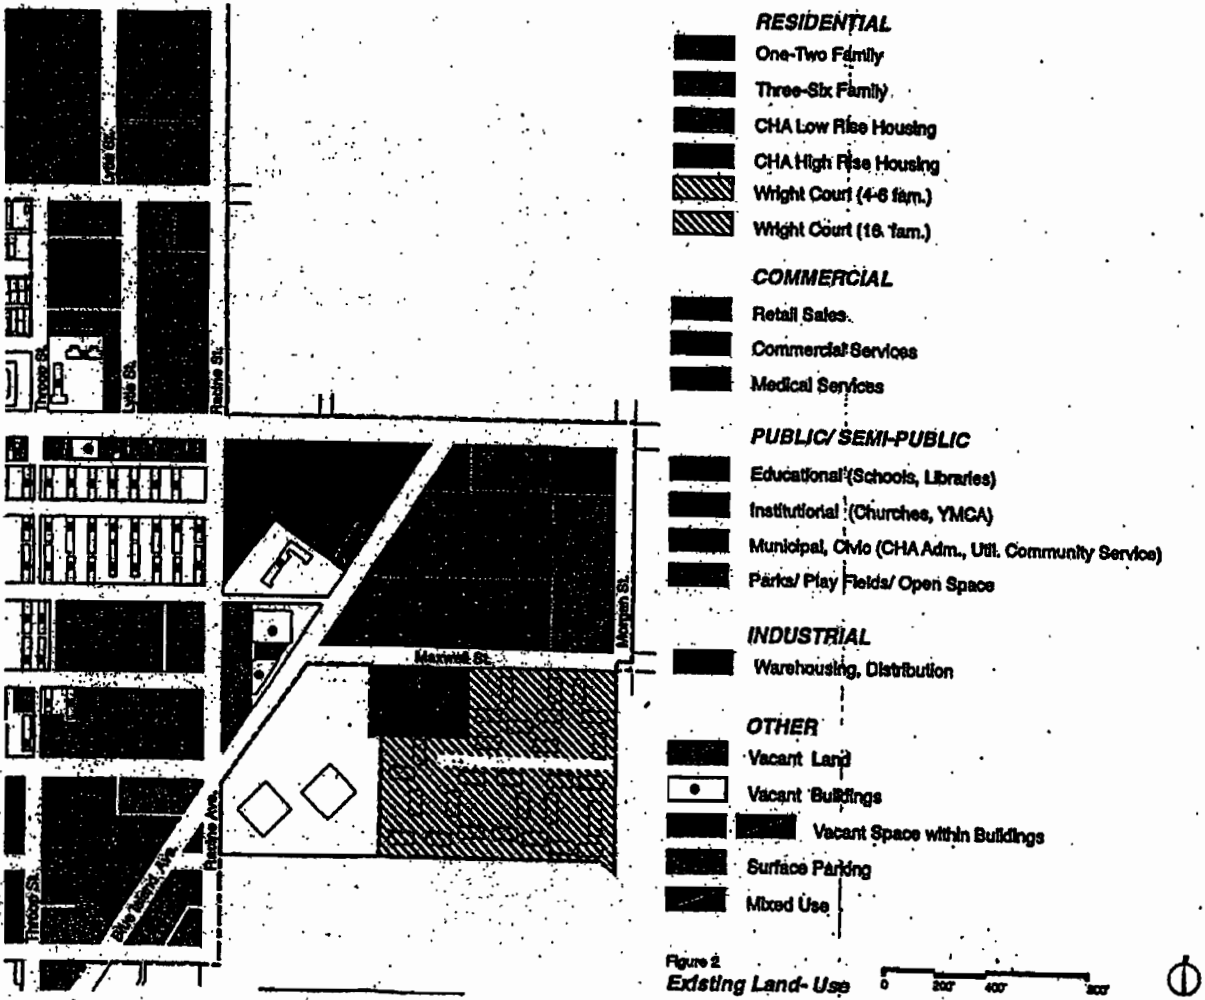 RESIDENTIAL
One-Two Family
Three-Six Family
CHA Low Rise Housing
CHA High Rise Housing
Wright Court (4-6 fam.)
Wright Court (16. fam.)
COMMERCIAL
Retail Sales
Commercial Services
Medical Services
PUBLIC/ SEMI-PUBLIC
Educational (Schools, Libraries)
Institutional (Churches, YMCA)
Municipal, Civic (CHA Adm., Util. Community Service)
Parks/ Play Fields/ Open Space
INDUSTRIAL
Warehousing, Distribution
OTHER
Vacant Land
Vacant Buildings
Vacant Space within Buildings
Surface Parking
Mixed Use
Figure 2
Existing Land- Use
0 200' 400' 800'
Lytle St.
Throop St.
Lytle St.
Racine St.
Morgan St.
Maxwell St.
Racine Ave.
Blue Island Ave.
Throop St.